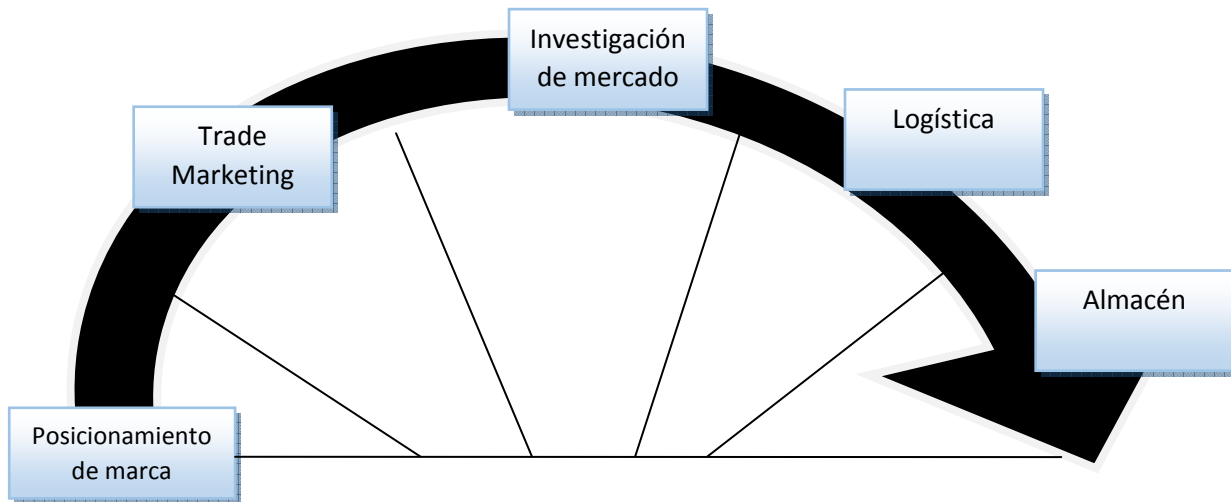 Investigación
de mercado
Logística
Trade
Marketing
Almacén
Posicionamiento
de marca